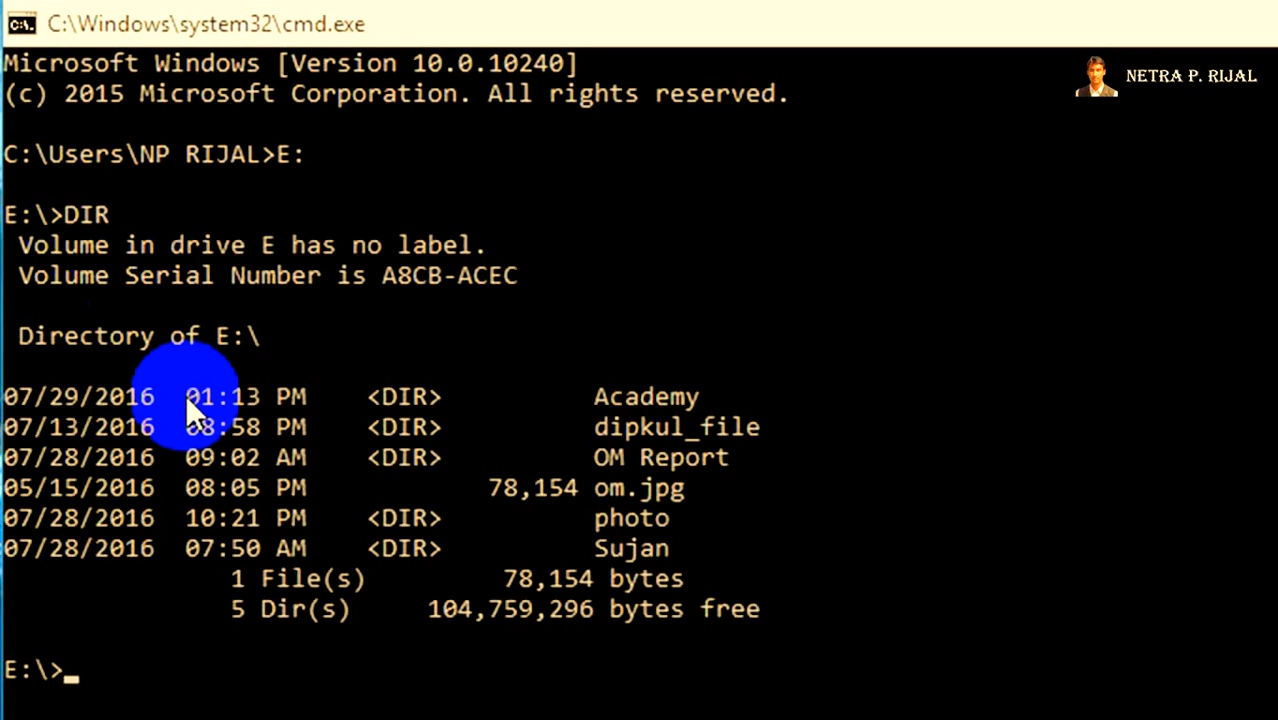 C:\Windows\system32\cmd.exe
Microsoft Windows [Version 10.0.10240]
(c) 2015 Microsoft Corporation. All rights reserved.
NETRA P. RIJAL
C:\Users\NP RIJAL>E:
E:\>DIR
Volume in drive E has no label.
Volume Serial Number is A8CB-ACEC
Directory of E:\
07/29/2016 01:13 PM <DIR> Academy
07/13/2016 08:58 PM <DIR> dipkul_file
07/28/2016 09:02 AM <DIR> OM Report
05/15/2016 08:05 PM 78,154 om.jpg
07/28/2016 10:21 PM <DIR> photo
07/28/2016 07:50 AM <DIR> Sujan
1 File(s) 78,154 bytes
5 Dir(s) 104,759,296 bytes free
E:\>